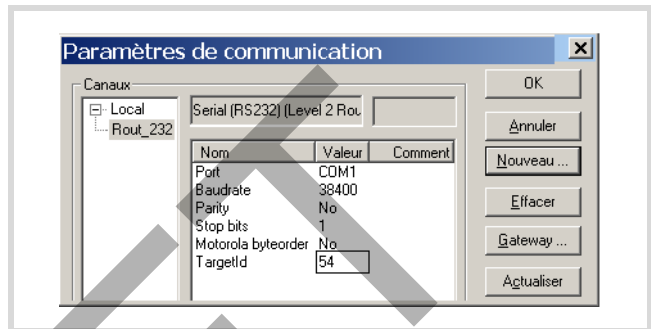 Paramètres de communication
Canaux
Local
Rout_232
Serial (RS232) (Level 2 Rou
Nom Valeur Comment
Port COM1
Baudrate 38400
Parity No
Stop bits 1
Motorola byteorder No
TargetId 54
OK
Annuler
Nouveau ...
Effacer
Gateway ...
Actualiser